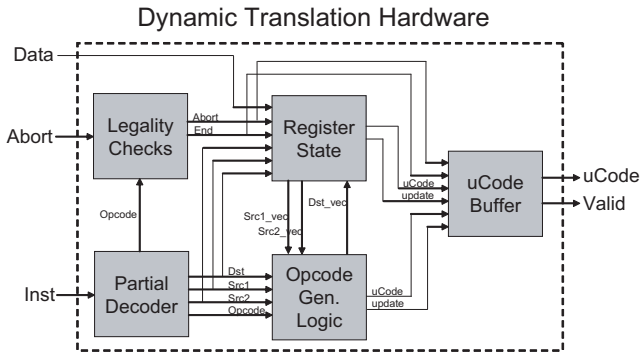 Dynamic Translation Hardware
Data
Abort
Inst
Legality
Checks
Abort
End
Register
State
Opcode
Src1_vec
Src2_vec
Dst_vec
uCode
update
uCode
Buffer
uCode
Valid
Partial
Decoder
Dst
Src1
Src2
Opcode
Opcode
Gen.
Logic
uCode
update